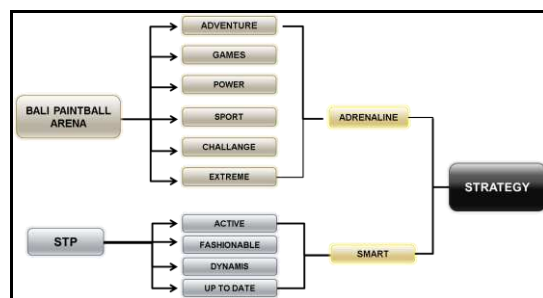 ADVENTURE
GAMES
POWER
BALI PAINTBALL
ARENA
SPORT
CHALLANGE
EXTREME
ADRENALINE
STRATEGY
STP
ACTIVE
FASHIONABLE
DYNAMIS
UP TO DATE
SMART